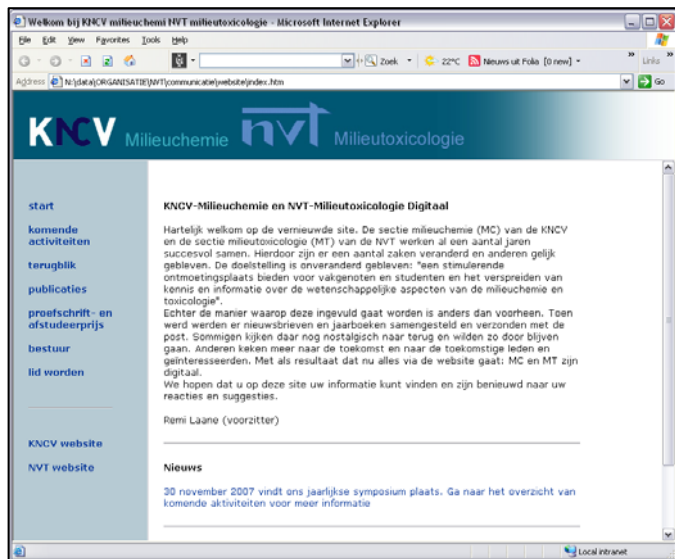 Welkom bij KNCV milieuchemi NVT milieutoxicologie - Microsoft Internet Explorer
File Edit View Favorites Tools Help
Zoek 22°C Nieuws uit Folia [0 new] Links
Address N:\data\ORGANISATIE\NVT\communicatie\website\index.htm Go
KNCV Milieuchemie nvt Milieutoxicologie
start
komende
activiteiten
terugblik
publicaties
proefschrift- en
afstudeerprijs
bestuur
lid worden
KNCV website
NVT website
KNCV-Milieuchemie en NVT-Milieutoxicologie Digitaal
Hartelijk welkom op de vernieuwde site. De sectie milieuchemie (MC) van de KNCV
en de sectie milieutoxicologie (MT) van de NVT werken al een aantal jaren
succesvol samen. Hierdoor zijn er een aantal zaken veranderd en anderen gelijk
gebleven. De doelstelling is onveranderd gebleven: "een stimulerende
ontmoetingsplaats bieden voor vakgenoten en studenten en het verspreiden van
kennis en informatie over de wetenschappelijke aspecten van de milieuchemie en
toxicologie".
Echter de manier waarop deze ingevuld gaat worden is anders dan voorheen. Toen
werd werden er nieuwsbrieven en jaarboeken samengesteld en verzonden met de
post. Sommigen kijken daar nog nostalgisch naar terug en wilden zo door blijven
gaan. Anderen keken meer naar de toekomst en naar de toekomstige leden en
geïnteresseerden. Met als resultaat dat nu alles via de website gaat: MC en MT zijn
digitaal.
We hopen dat u op deze site uw informatie kunt vinden en zijn benieuwd naar uw
reacties en suggesties.
Remi Laane (voorzitter)
Nieuws
30 november 2007 vindt ons jaarlijkse symposium plaats. Ga naar het overzicht van
komende aktiviteiten voor meer informatie
Local intranet